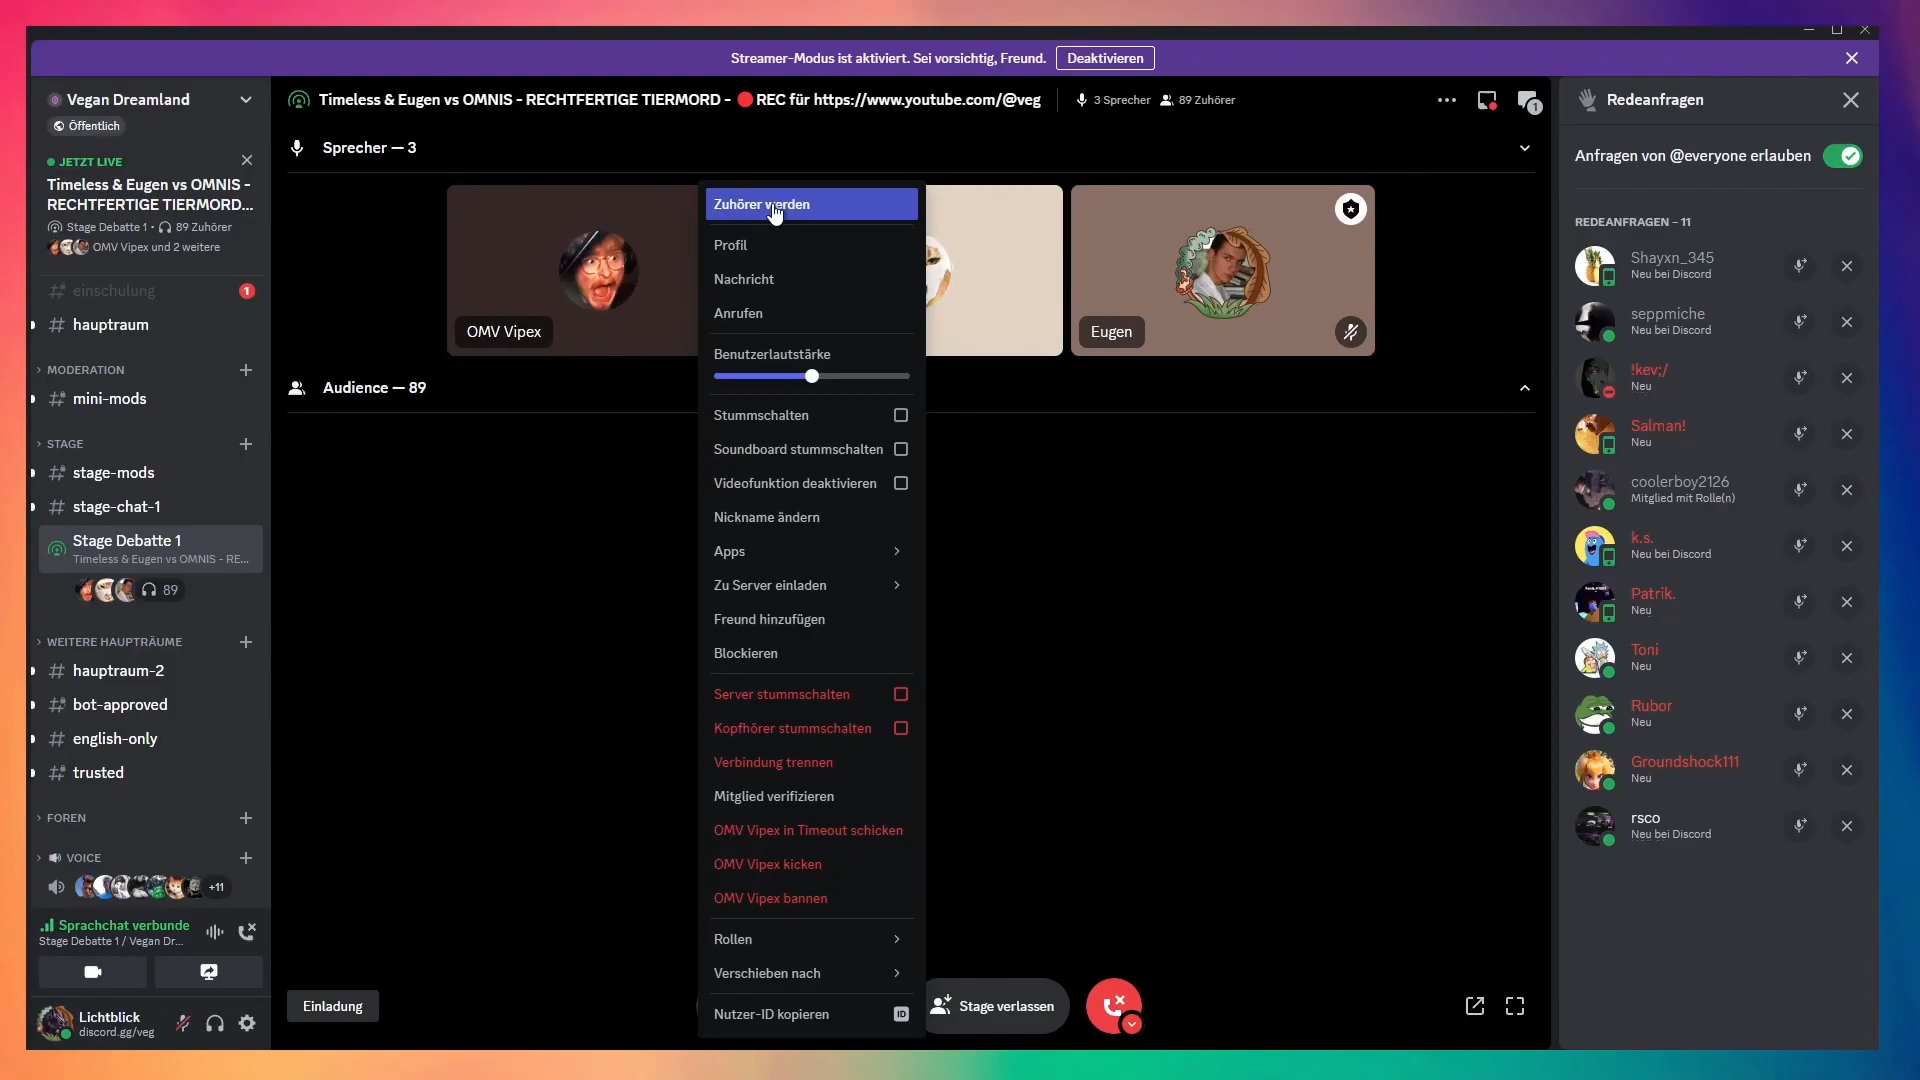 Streamer-Modus ist aktiviert. Sei vorsichtig, Freund.
Deaktivieren
Vegan Dreamland
Öffentlich
JETZT LIVE
Timeless & Eugen vs OMNIS -
RECHTFERTIGE TIERMORD...
Stage Debatte 1 • 89 Zuhörer
OMV Vipex und 2 weitere
einschulung
1
hauptraum
MODERATION
mini-mods
STAGE
stage-mods
stage-chat-1
Stage Debatte 1
Timeless & Eugen vs OMNIS - RE...
89
WEITERE HAUPTRÄUME
hauptraum-2
bot-approved
english-only
trusted
FOREN
VOICE
+11
Sprachchat verbunde
Stage Debatte 1 / Vegan Dr...
Lichtblick
discord.gg/veg
Timeless & Eugen vs OMNIS - RECHTFERTIGE TIERMORD - 🔴 REC für https://www.youtube.com/@veg
3 Sprecher
89 Zuhörer
1
Sprecher — 3
OMV Vipex
Eugen
Audience — 89
Zuhörer werden
Profil
Nachricht
Anrufen
Benutzerlautstärke
Stummschalten
Soundboard stummschalten
Videofunktion deaktivieren
Nickname ändern
Apps
Zu Server einladen
Freund hinzufügen
Blockieren
Server stummschalten
Kopfhörer stummschalten
Verbindung trennen
Mitglied verifizieren
OMV Vipex in Timeout schicken
OMV Vipex kicken
OMV Vipex bannen
Rollen
Verschieben nach
Nutzer-ID kopieren
ID
Einladung
Stage verlassen
Redeanfragen
Anfragen von @everyone erlauben
REDEANFRAGEN – 11
Shayxn_345
Neu bei Discord
seppmiche
Neu bei Discord
!kev;/
Neu
Salman!
Neu
coolerboy2126
Mitglied mit Rolle(n)
k.s.
Neu bei Discord
Patrik.
Neu
Toni
Neu
Rubor
Neu
Groundshock111
Neu
rsco
Neu bei Discord